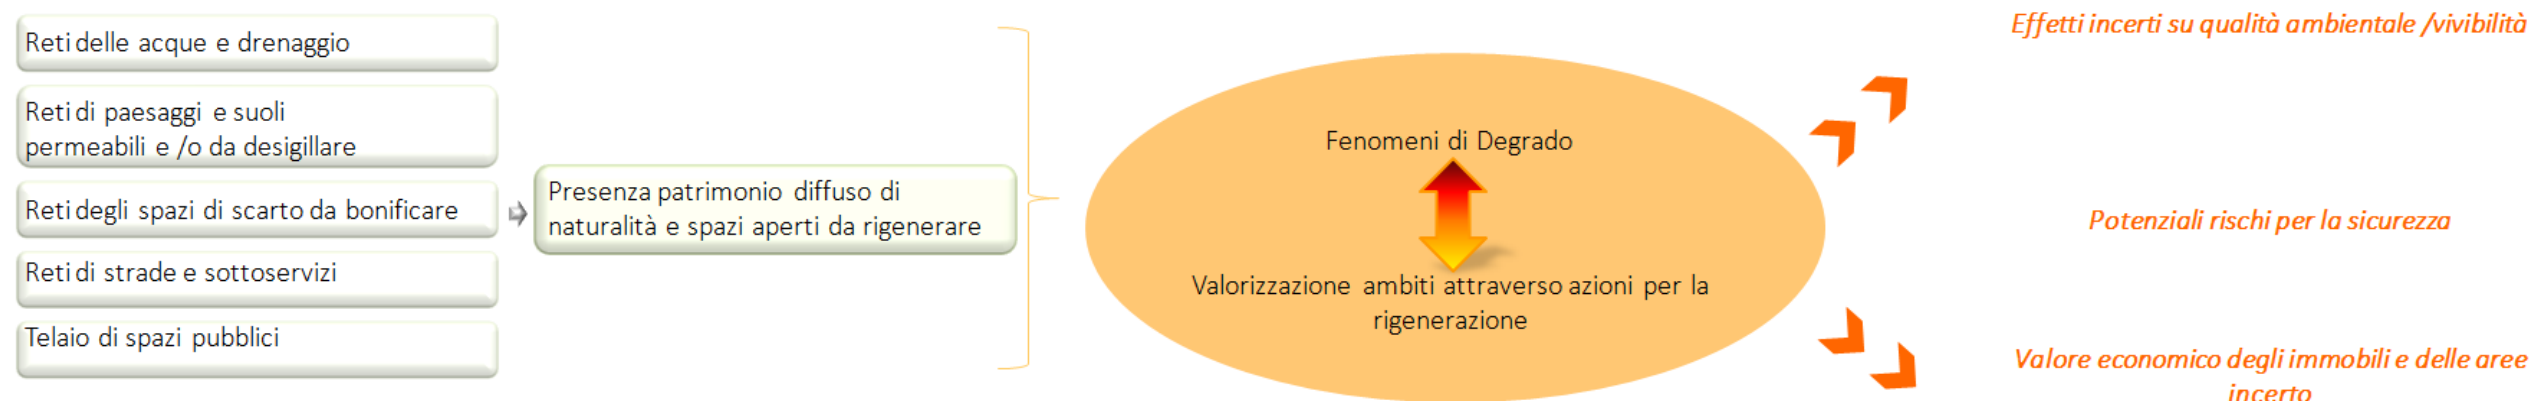 Reti delle acque e drenaggio
Reti di paesaggi e suoli
permeabili e /o da desigillare
Reti degli spazi di scarto da bonificare
Reti di strade e sottoservizi
Telaio di spazi pubblici
Presenza patrimonio diffuso di
naturalità e spazi aperti da rigenerare
Fenomeni di Degrado
Valorizzazione ambiti attraverso azioni per la
rigenerazione
Effetti incerti su qualità ambientale /vivibilità
Potenziali rischi per la sicurezza
Valore economico degli immobili e delle aree
incerto